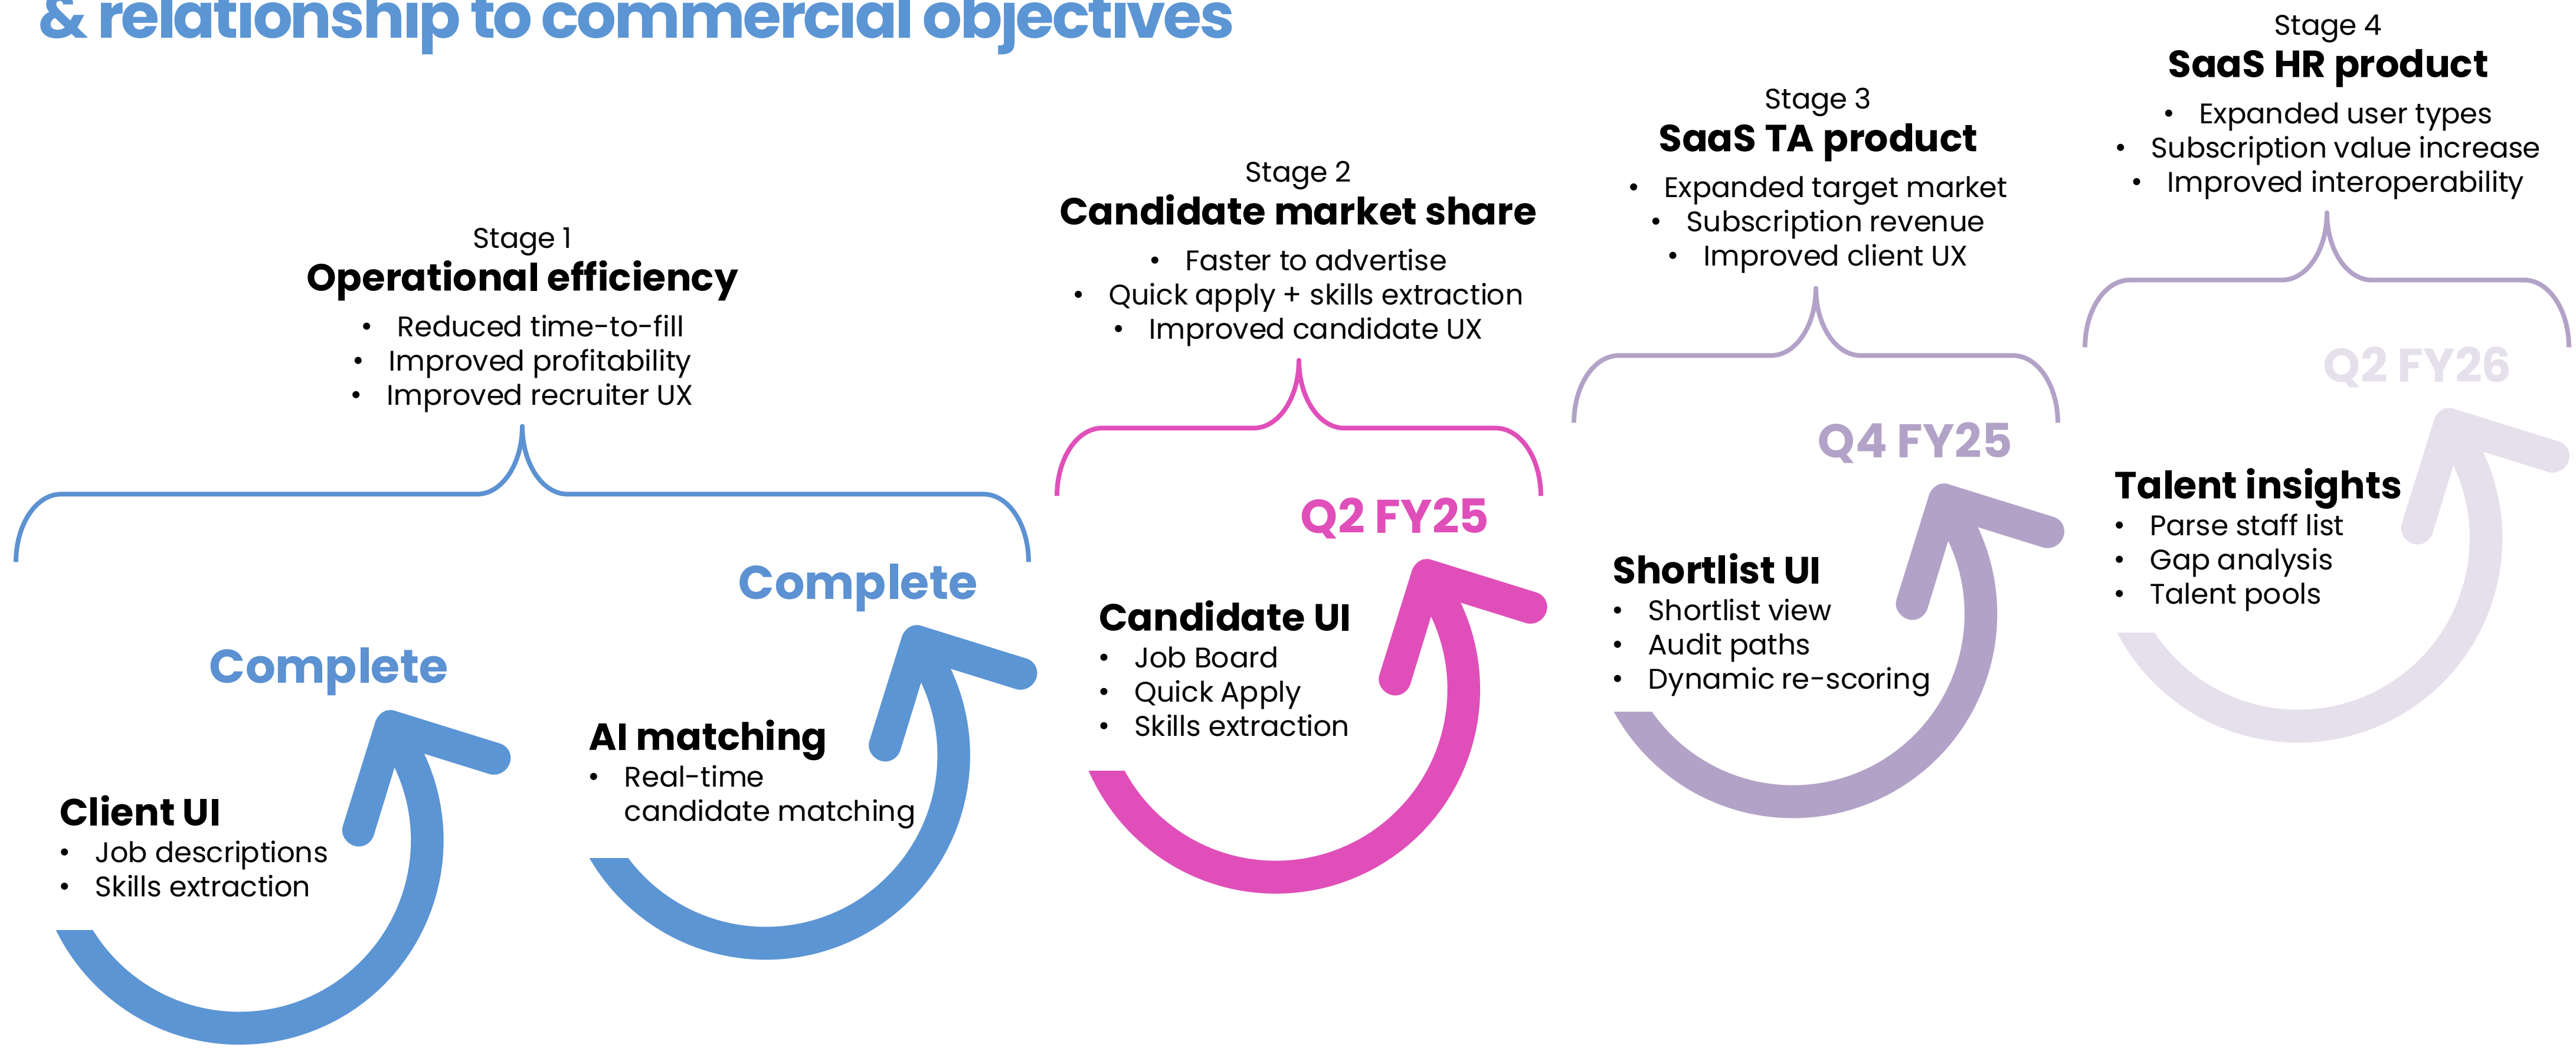 & relationship to commercial objectives
Stage 1
Operational efficiency
• Reduced time-to-fill
• Improved profitability
• Improved recruiter UX
Complete
Client UI
• Job descriptions
• Skills extraction
Complete
AI matching
• Real-time
candidate matching
Stage 2
Candidate market share
• Faster to advertise
• Quick apply + skills extraction
• Improved candidate UX
Q2 FY25
Candidate UI
• Job Board
• Quick Apply
• Skills extraction
Stage 3
SaaS TA product
• Expanded target market
• Subscription revenue
• Improved client UX
Q4 FY25
Shortlist UI
• Shortlist view
• Audit paths
• Dynamic re-scoring
Stage 4
SaaS HR product
• Expanded user types
• Subscription value increase
• Improved interoperability
Q2 FY26
Talent insights
• Parse staff list
• Gap analysis
• Talent pools